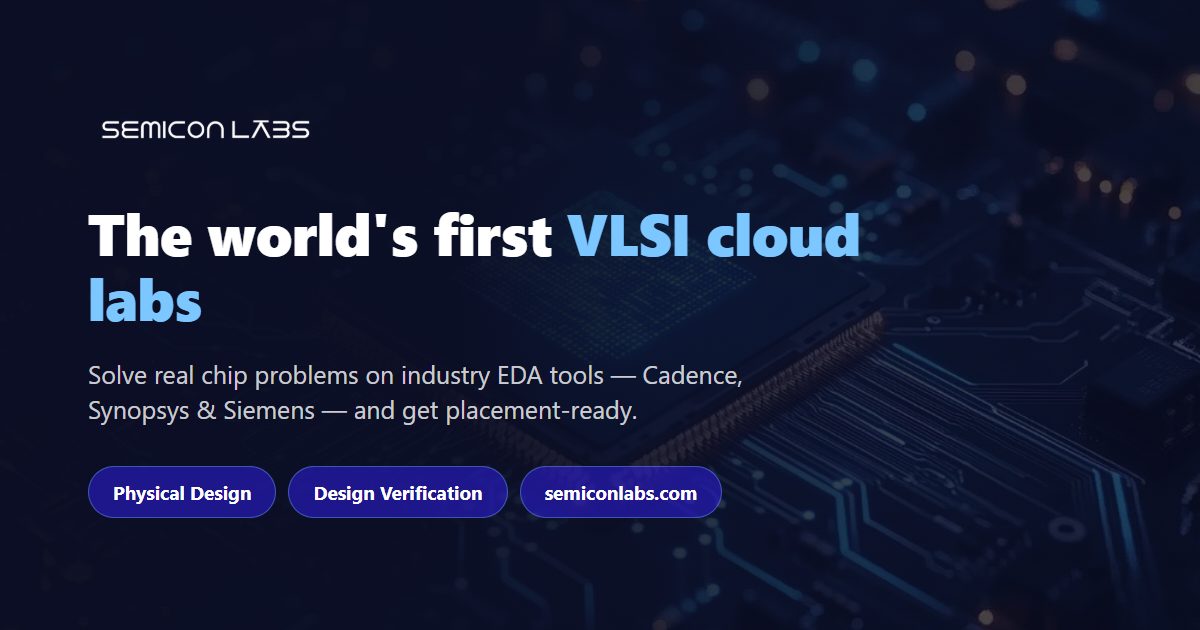 SEMICON LABS
The world's first VLSI cloud
labs
Solve real chip problems on industry EDA tools — Cadence,
Synopsys & Siemens — and get placement-ready.
Physical Design
Design Verification
semiconlabs.com